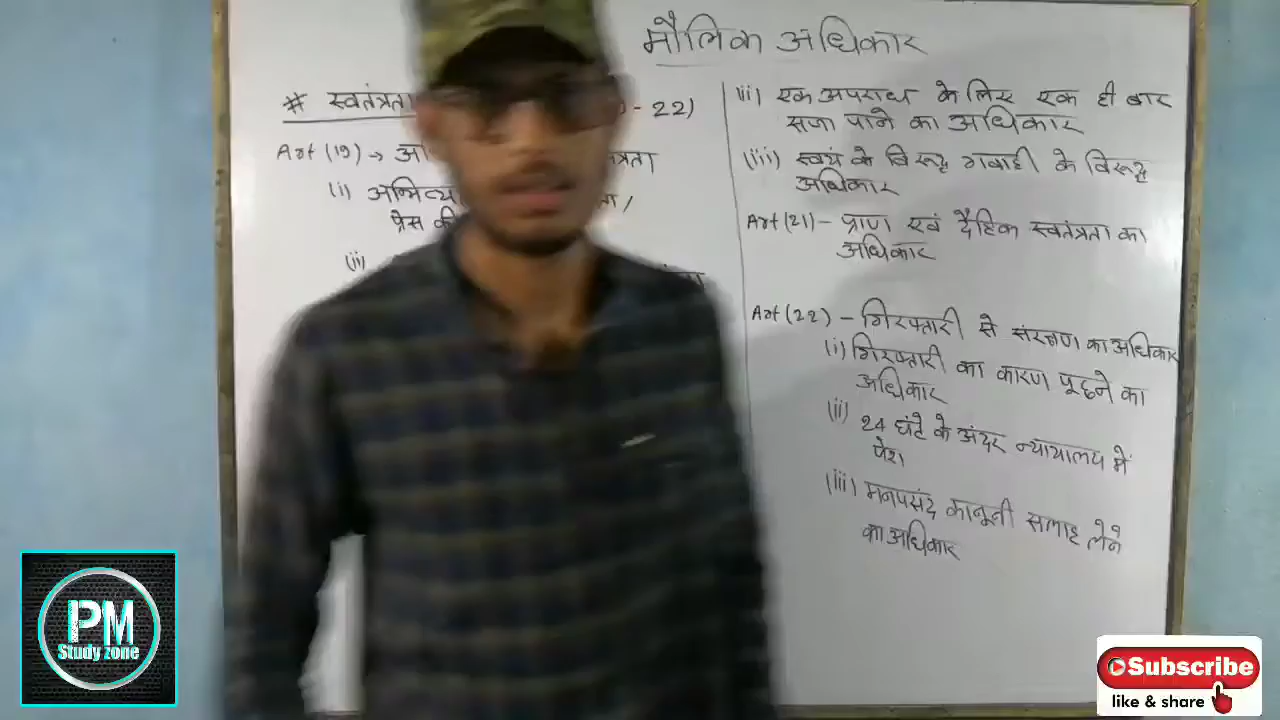 मौलिक अधिकार
# स्वतंत्रता - 22)
Art (19) →
(i)
प्रेस
(ii)
ii) एक अपराध के लिए एक ही बार
सजा पाने का अधिकार
(iii) स्वयं के विरूद्ध गवाही के विरूद्ध
अधिकार
Art (21) - प्राण एवं दैहिक स्वतंत्रता का
अधिकार
Art (22) - गिरफ्तारी से संरक्षण का अधिकार
(i) गिरफ्तारी का कारण पूछने का
अधिकार
(ii) 24 घंटे के अंदर न्यायालय में
पेश
(iii) मनपसंद कानूनी सलाह लेने
का अधिकार
PM
Study zone
Subscribe
like & share